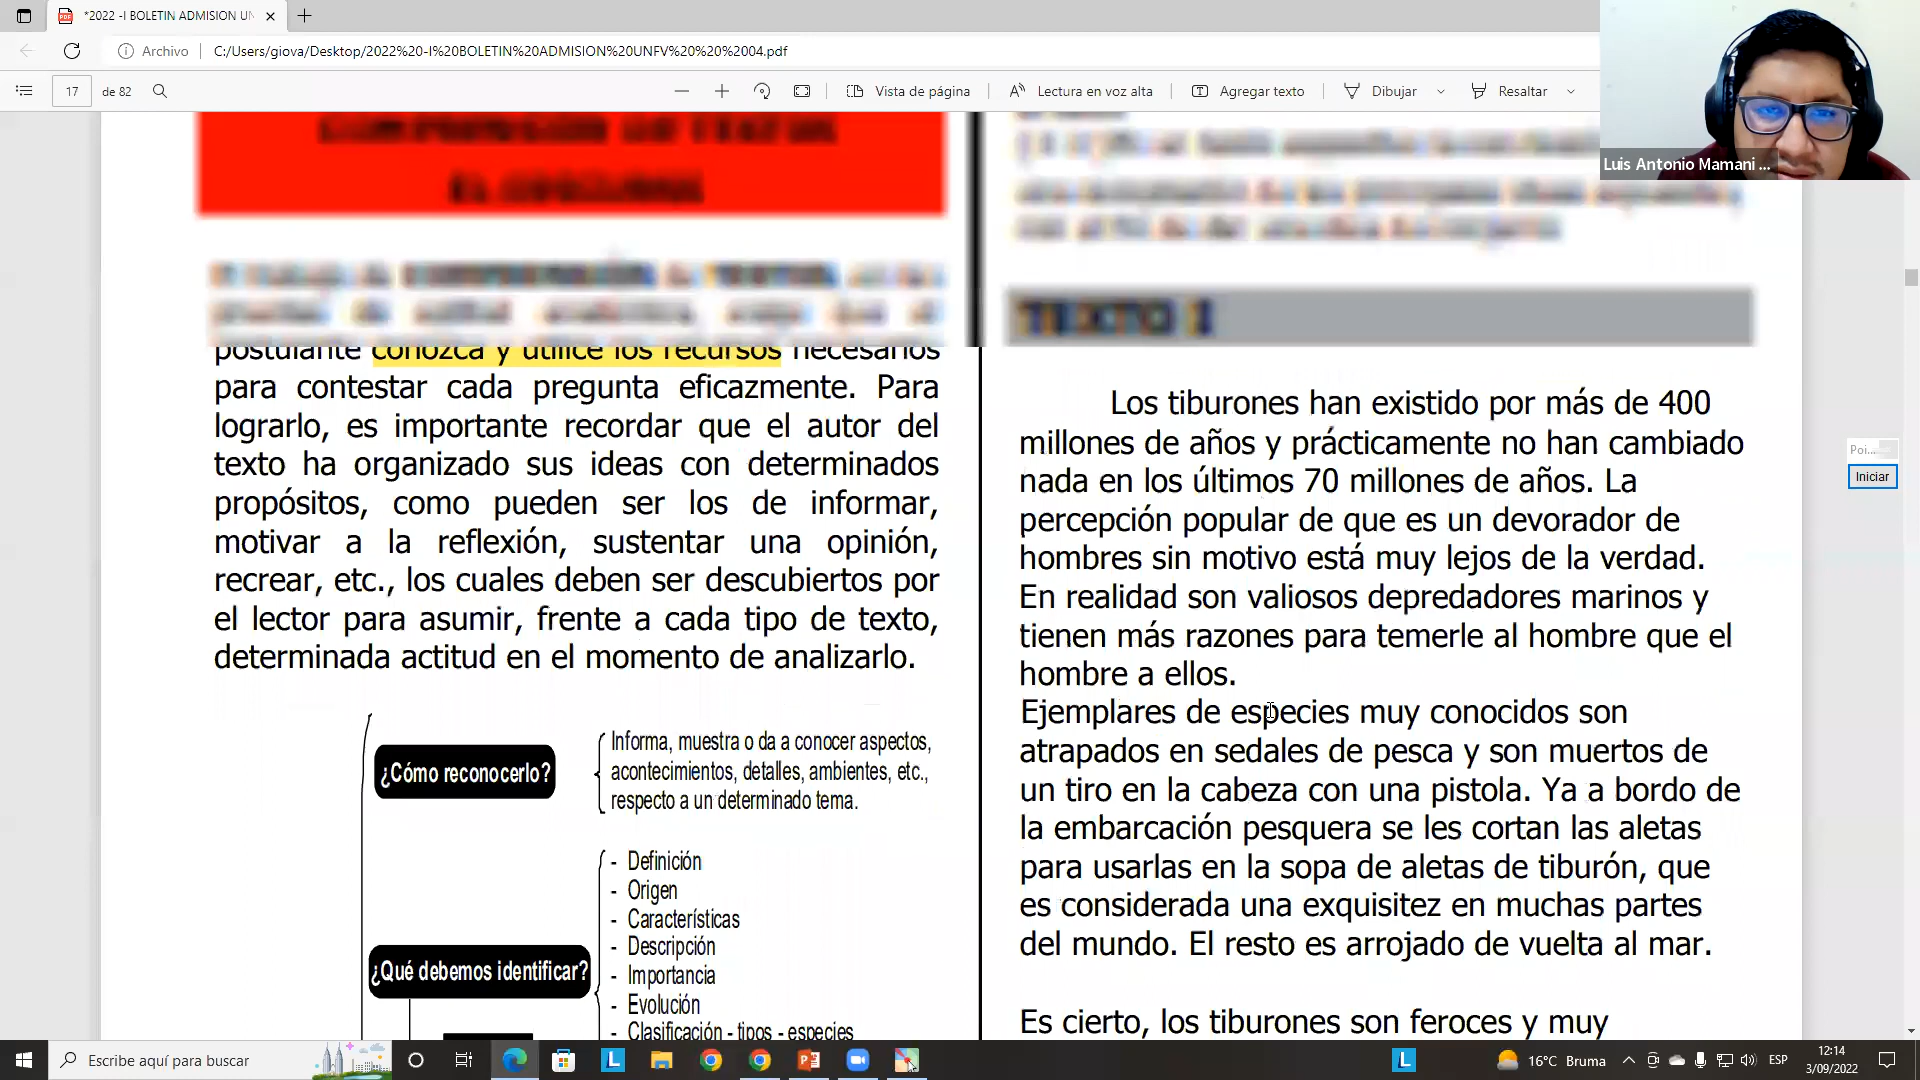 *2022 -I BOLETIN ADMISION UN
Archivo
C:/Users/giova/Desktop/2022%20-I%20BOLETIN%20ADMISION%20UNFV%20%20%2004.pdf
17
de 82
Vista de página
Lectura en voz alta
Agregar texto
Dibujar
Resaltar
Luis Antonio Mamani ...
postulante conozca y utilice los recursos necesarios
para contestar cada pregunta eficazmente. Para
lograrlo, es importante recordar que el autor del
texto ha organizado sus ideas con determinados
propósitos, como pueden ser los de informar,
motivar a la reflexión, sustentar una opinión,
recrear, etc., los cuales deben ser descubiertos por
el lector para asumir, frente a cada tipo de texto,
determinada actitud en el momento de analizarlo.
¿Cómo reconocerlo?
Informa, muestra o da a conocer aspectos,
acontecimientos, detalles, ambientes, etc.,
respecto a un determinado tema.
¿Qué debemos identificar?
- Definición
- Origen
- Características
- Descripción
- Importancia
- Evolución
- Clasificación - tipos - especies
TEXTO I
Los tiburones han existido por más de 400
millones de años y prácticamente no han cambiado
nada en los últimos 70 millones de años. La
percepción popular de que es un devorador de
hombres sin motivo está muy lejos de la verdad.
En realidad son valiosos depredadores marinos y
tienen más razones para temerle al hombre que el
hombre a ellos.
Ejemplares de especies muy conocidos son
atrapados en sedales de pesca y son muertos de
un tiro en la cabeza con una pistola. Ya a bordo de
la embarcación pesquera se les cortan las aletas
para usarlas en la sopa de aletas de tiburón, que
es considerada una exquisitez en muchas partes
del mundo. El resto es arrojado de vuelta al mar.
Es cierto, los tiburones son feroces y muy
Poi...
Iniciar
Escribe aquí para buscar
16°C Bruma
ESP
12:14
3/09/2022